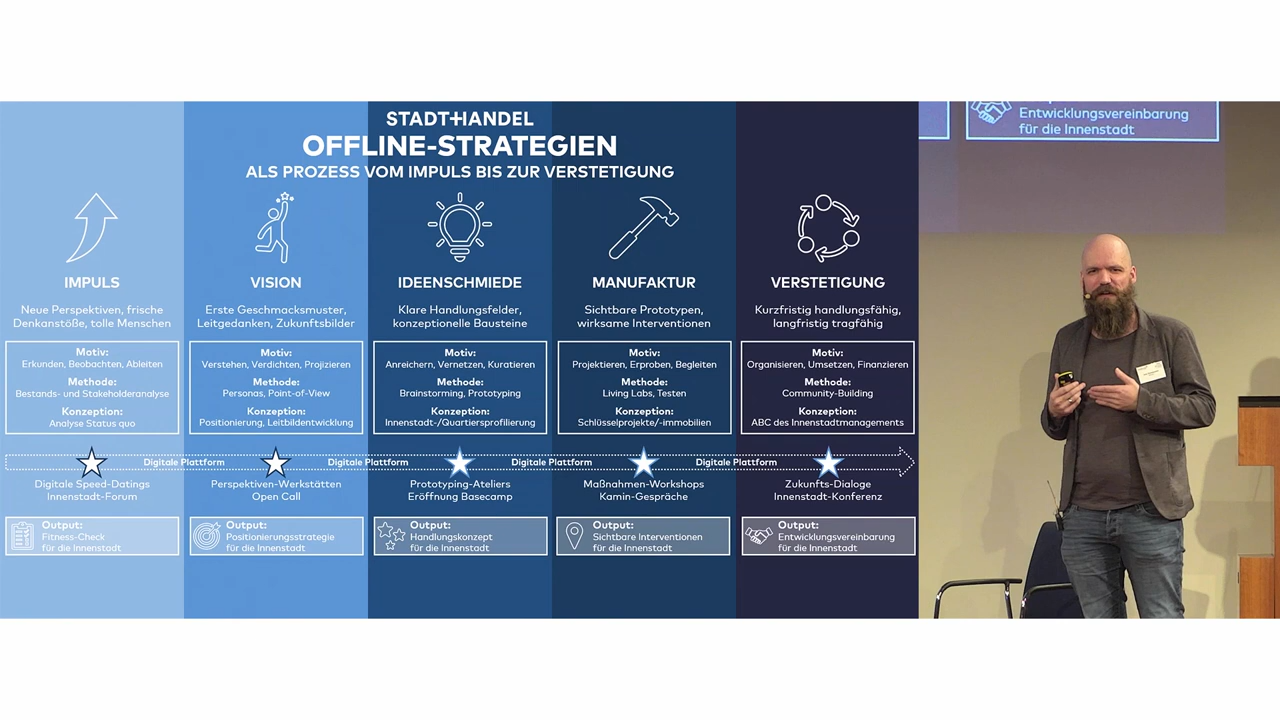 STADT+HANDEL
OFFLINE-STRATEGIEN
ALS PROZESS VOM IMPULS BIS ZUR VERSTETIGUNG
IMPULS
Neue Perspektiven, frische
Denkanstöße, tolle Menschen
Motiv:
Erkunden, Beobachten, Ableiten
Methode:
Bestands- und Stakeholderanalyse
Konzeption:
Analyse Status quo
VISION
Erste Geschmacksmuster,
Leitgedanken, Zukunftsbilder
Motiv:
Verstehen, Verdichten, Projizieren
Methode:
Personas, Point-of-View
Konzeption:
Positionierung, Leitbildentwicklung
IDEENSCHMIEDE
Klare Handlungsfelder,
konzeptionelle Bausteine
Motiv:
Anreichern, Vernetzen, Kuratieren
Methode:
Brainstorming, Prototyping
Konzeption:
Innenstadt-/Quartiersprofilierung
MANUFAKTUR
Sichtbare Prototypen,
wirksame Interventionen
Motiv:
Projektieren, Erproben, Begleiten
Methode:
Living Labs, Testen
Konzeption:
Schlüsselprojekte/-immobilien
VERSTETIGUNG
Kurzfristig handlungsfähig,
langfristig tragfähig
Motiv:
Organisieren, Umsetzen, Finanzieren
Methode:
Community-Building
Konzeption:
ABC des Innenstadtmanagements
Digitale Plattform
Digitale Plattform
Digitale Plattform
Digitale Plattform
Digitale Speed-Datings
Innenstadt-Forum
Perspektiven-Werkstätten
Open Call
Prototyping-Ateliers
Eröffnung Basecamp
Maßnahmen-Workshops
Kamin-Gespräche
Zukunfts-Dialoge
Innenstadt-Konferenz
Output:
Fitness-Check
für die Innenstadt
Output:
Positionierungsstrategie
für die Innenstadt
Output:
Handlungskonzept
für die Innenstadt
Output:
Sichtbare Interventionen
für die Innenstadt
Output:
Entwicklungsvereinbarung
für die Innenstadt
Entwicklungsvereinbarung
für die Innenstadt